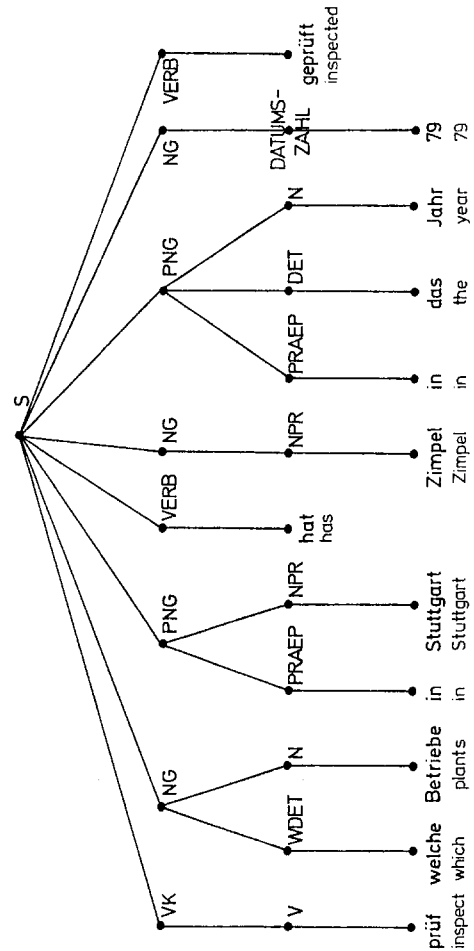 S
VK NG PNG VERB NG PNG NG VERB
V WDET N PRAEP NPR hat NPR PRAEP DET N DATUMS- geprüft
has ZAHL inspected
prüf welche Betriebe in Stuttgart Zimpel in das Jahr 79
inspect which plants in Stuttgart Zimpel in the year 79